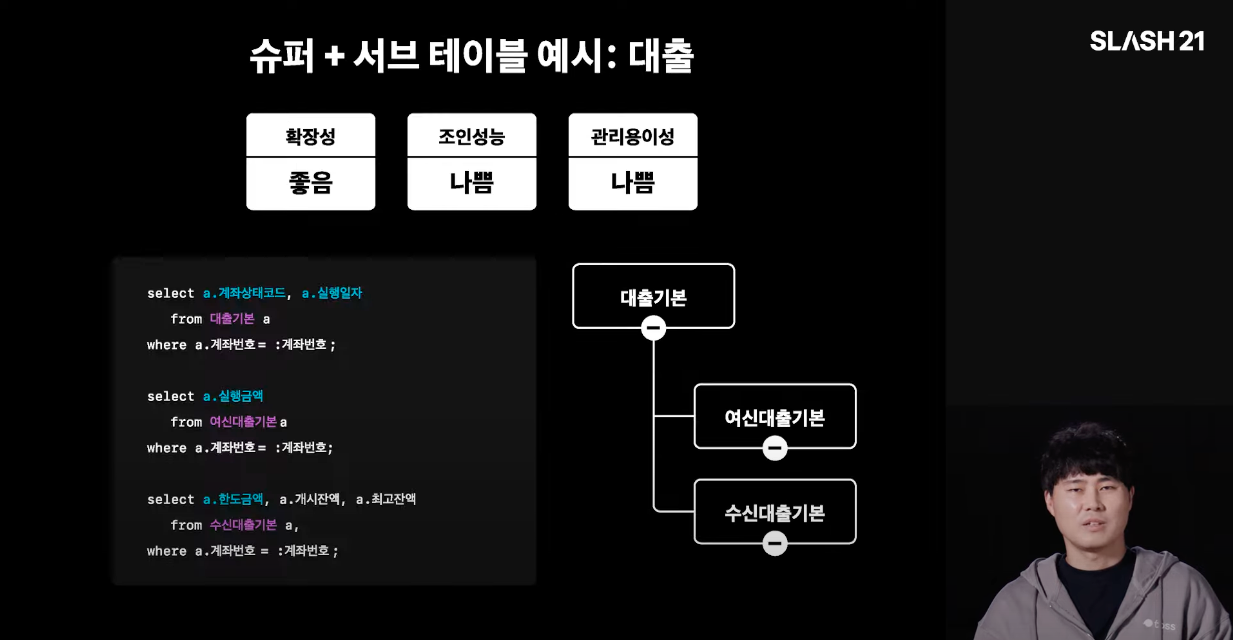 슈퍼 + 서브 테이블 예시: 대출
SLASH 21
확장성
좋음
조인성능
나쁨
관리용이성
나쁨
select a.계좌상태코드, a.실행일자
from 대출기본 a
where a.계좌번호 = :계좌번호 ;
select a.실행금액
from 여신대출기본 a
where a.계좌번호 = :계좌번호;
select a.한도금액, a.개시잔액, a.최고잔액
from 수신대출기본 a,
where a.계좌번호 = :계좌번호 ;
대출기본
여신대출기본
수신대출기본
toss